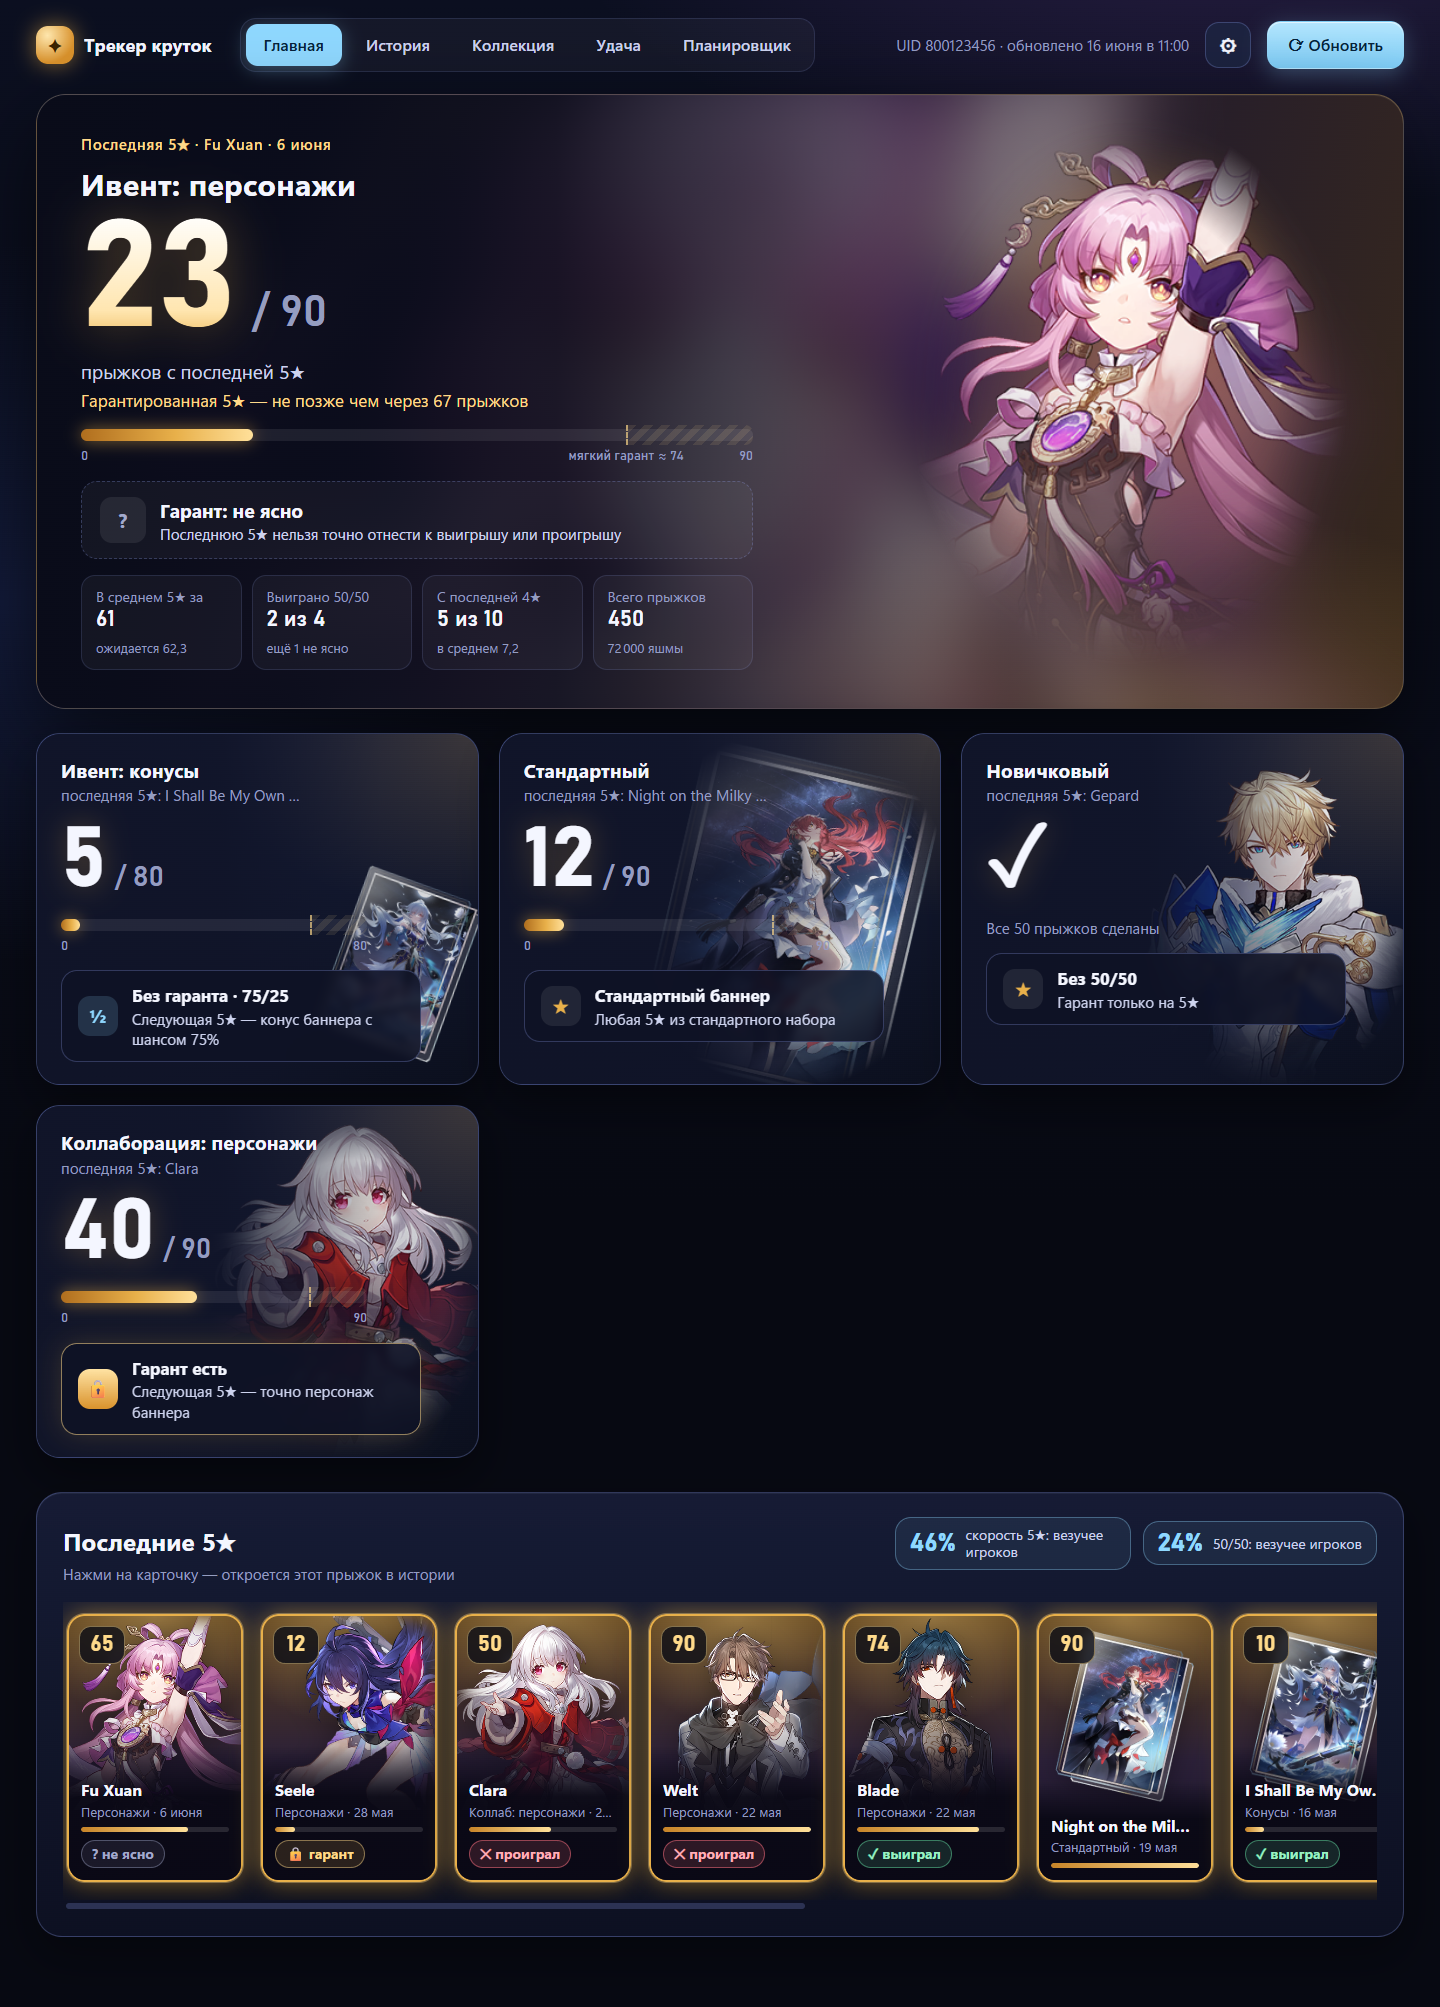 Трекер круток
Главная
История
Коллекция
Удача
Планировщик
UID 800123456 · обновлено 16 июня в 11:00
Обновить
Последняя 5★ · Fu Xuan · 6 июня
Ивент: персонажи
23 / 90
прыжков с последней 5★
Гарантированная 5★ — не позже чем через 67 прыжков
0 мягкий гарант ≈ 74 90
?
Гарант: не ясно
Последнюю 5★ нельзя точно отнести к выигрышу или проигрышу
В среднем 5★ за
61
ожидается 62,3
Выиграно 50/50
2 из 4
ещё 1 не ясно
С последней 4★
5 из 10
в среднем 7,2
Всего прыжков
450
72 000 яшмы
Ивент: конусы
последняя 5★: I Shall Be My Own ...
5 / 80
0 80
½
Без гаранта · 75/25
Следующая 5★ — конус баннера с
шансом 75%
Стандартный
последняя 5★: Night on the Milky ...
12 / 90
0
★
Стандартный баннер
Любая 5★ из стандартного набора
Новичковый
последняя 5★: Gepard
✓
Все 50 прыжков сделаны
★
Без 50/50
Гарант только на 5★
Коллаборация: персонажи
последняя 5★: Clara
40 / 90
0 90
Гарант есть
Следующая 5★ — точно персонаж
баннера
Последние 5★
Нажми на карточку — откроется этот прыжок в истории
46% скорость 5★: везучее
игроков
24% 50/50: везучее игроков
65
Fu Xuan
Персонажи · 6 июня
? не ясно
12
Seele
Персонажи · 28 мая
гарант
50
Clara
Коллаб: персонажи · 2...
✕ проиграл
90
Welt
Персонажи · 22 мая
✕ проиграл
74
Blade
Персонажи · 22 мая
✓ выиграл
90
Night on the Mil...
Стандартный · 19 мая
10
I Shall Be My Ow.
Конусы · 16 мая
✓ выиграл